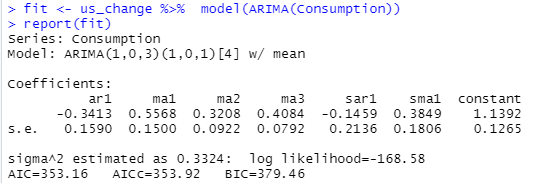 > fit <- us_change %>%  model(ARIMA(Consumption))
> report(fit)
Series: Consumption
Model: ARIMA(1,0,3)(1,0,1)[4] w/ mean
Coefficients:
ar1 ma1 ma2 ma3 sar1 sma1 constant
-0.3413 0.5568 0.3208 0.4084 -0.1459 0.3849 1.1392
s.e. 0.1590 0.1500 0.0922 0.0792 0.2136 0.1806 0.1265
sigma^2 estimated as 0.3324:  log likelihood=-168.58
AIC=353.16   AICc=353.92   BIC=379.46